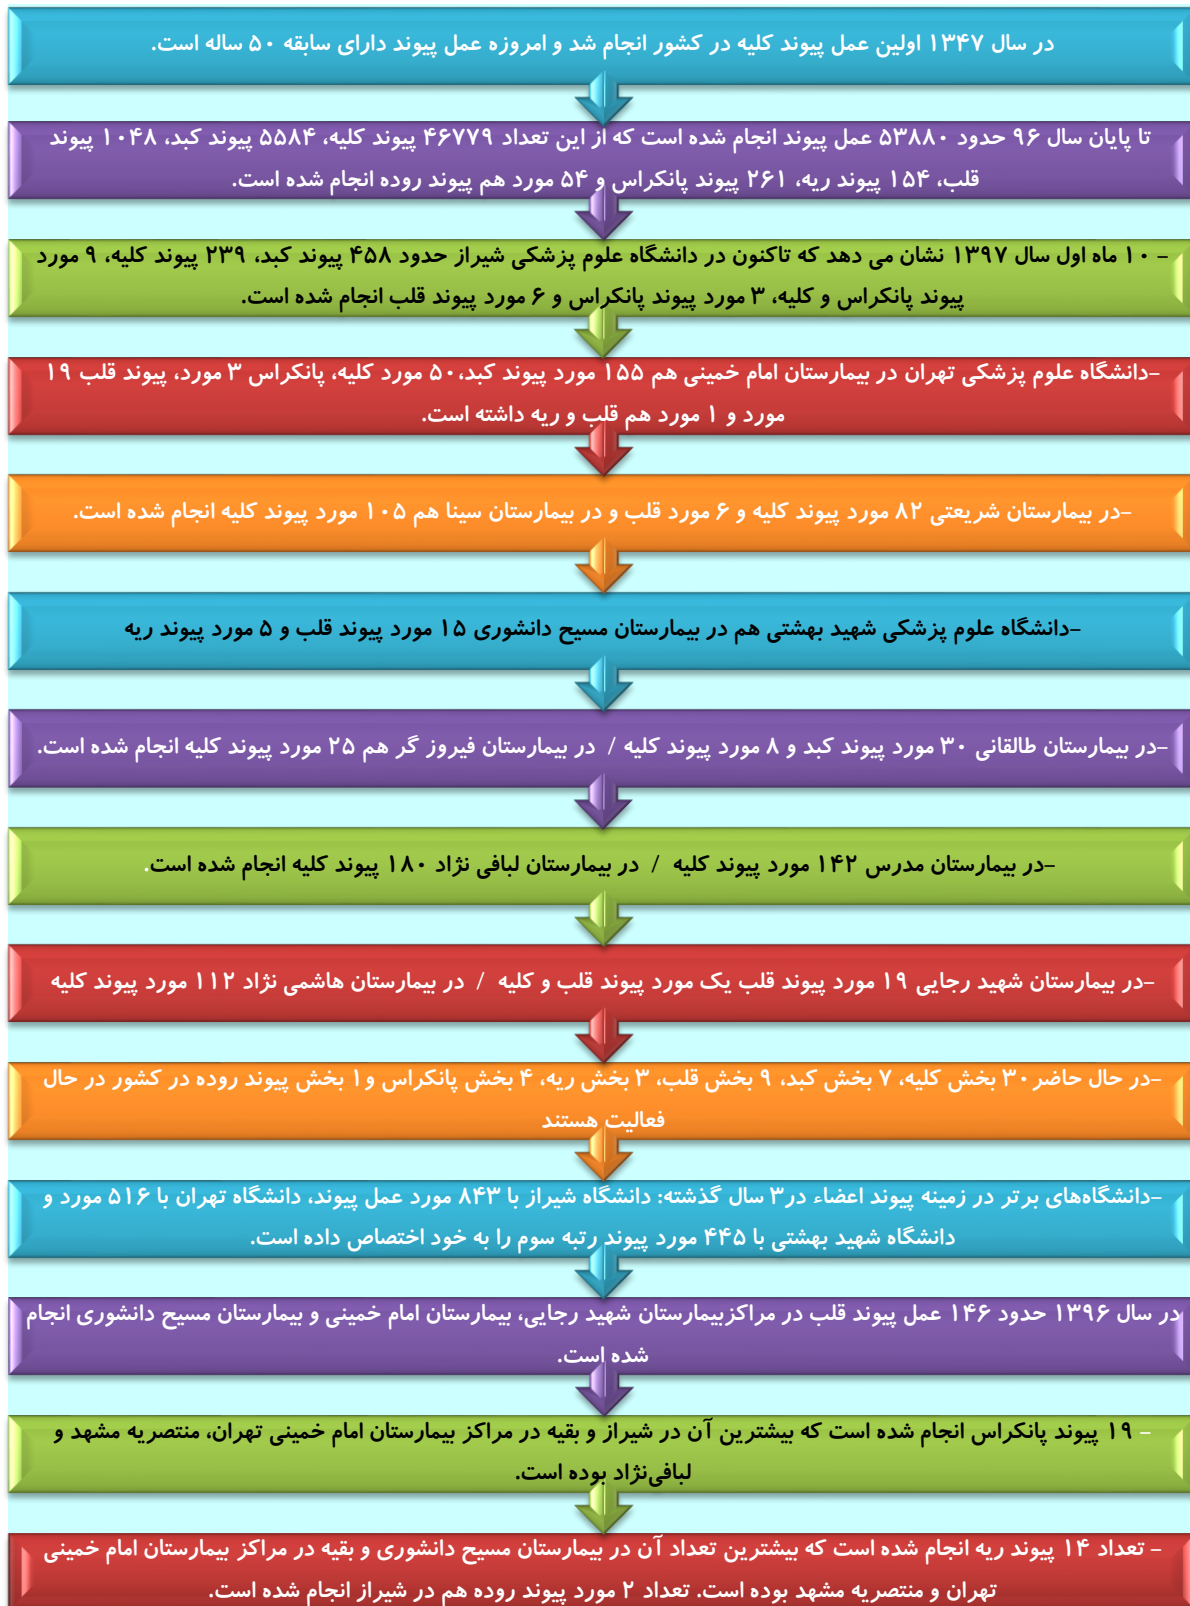 در سال ۱۳۴۷ اولین عمل پیوند کلیه در کشور انجام شد و امروزه عمل پیوند دارای سابقه ۵۰ ساله است.
تا پایان سال ۹۶ حدود ۵۳۸۸۰ عمل پیوند انجام شده است که از این تعداد ۴۶۷۷۹ پیوند کلیه، ۵۵۸۴ پیوند کبد، ۱۰۴۸ پیوند
قلب، ۱۵۴ پیوند ریه، ۲۶۱ پیوند پانکراس و ۵۴ مورد هم پیوند روده انجام شده است.
- ۱۰ ماه اول سال ۱۳۹۷ نشان می دهد که تاکنون در دانشگاه علوم پزشکی شیراز حدود ۴۵۸ پیوند کبد، ۲۳۹ پیوند کلیه، ۹ مورد
پیوند پانکراس و کلیه، ۳ مورد پیوند پانکراس و ۶ مورد پیوند قلب انجام شده است.
-دانشگاه علوم پزشکی تهران در بیمارستان امام خمینی هم ۱۵۵ مورد پیوند کبد،۵۰ مورد کلیه، پانکراس ۳ مورد، پیوند قلب ۱۹
مورد و ۱ مورد هم قلب و ریه داشته است.
-در بیمارستان شریعتی ۸۲ مورد پیوند کلیه و ۶ مورد قلب و در بیمارستان سینا هم ۱۰۵ مورد پیوند کلیه انجام شده است.
-دانشگاه علوم پزشکی شهید بهشتی هم در بیمارستان مسیح دانشوری ۱۵ مورد پیوند قلب و ۵ مورد پیوند ریه
-در بیمارستان طالقانی ۳۰ مورد پیوند کبد و ۸ مورد پیوند کلیه / در بیمارستان فیروز گر هم ۲۵ مورد پیوند کلیه انجام شده است.
-در بیمارستان مدرس ۱۴۲ مورد پیوند کلیه / در بیمارستان لبافی نژاد ۱۸۰ پیوند کلیه انجام شده است.
-در بیمارستان شهید رجایی ۱۹ مورد پیوند قلب یک مورد پیوند قلب و کلیه / در بیمارستان هاشمی نژاد ۱۱۲ مورد پیوند کلیه
-در حال حاضر۳۰ بخش کلیه، ۷ بخش کبد، ۹ بخش قلب، ۳ بخش ریه، ۴ بخش پانکراس و۱ بخش پیوند روده در کشور در حال
فعالیت هستند
-دانشگاه‌های برتر در زمینه پیوند اعضاء در۳ سال گذشته: دانشگاه شیراز با ۸۴۳ مورد عمل پیوند، دانشگاه تهران با ۵۱۶ مورد و
دانشگاه شهید بهشتی با ۴۴۵ مورد پیوند رتبه سوم را به خود اختصاص داده است.
در سال ۱۳۹۶ حدود ۱۴۶ عمل پیوند قلب در مراکزبیمارستان شهید رجایی، بیمارستان امام خمینی و بیمارستان مسیح دانشوری انجام
شده است.
- ۱۹ پیوند پانکراس انجام شده است که بیشترین آن در شیراز و بقیه در مراکز بیمارستان امام خمینی تهران، منتصریه مشهد و
لبافی‌نژاد بوده است.
- تعداد ۱۴ پیوند ریه انجام شده است که بیشترین تعداد آن در بیمارستان مسیح دانشوری و بقیه در مراکز بیمارستان امام خمینی
تهران و منتصریه مشهد بوده است. تعداد ۲ مورد پیوند روده هم در شیراز انجام شده است.